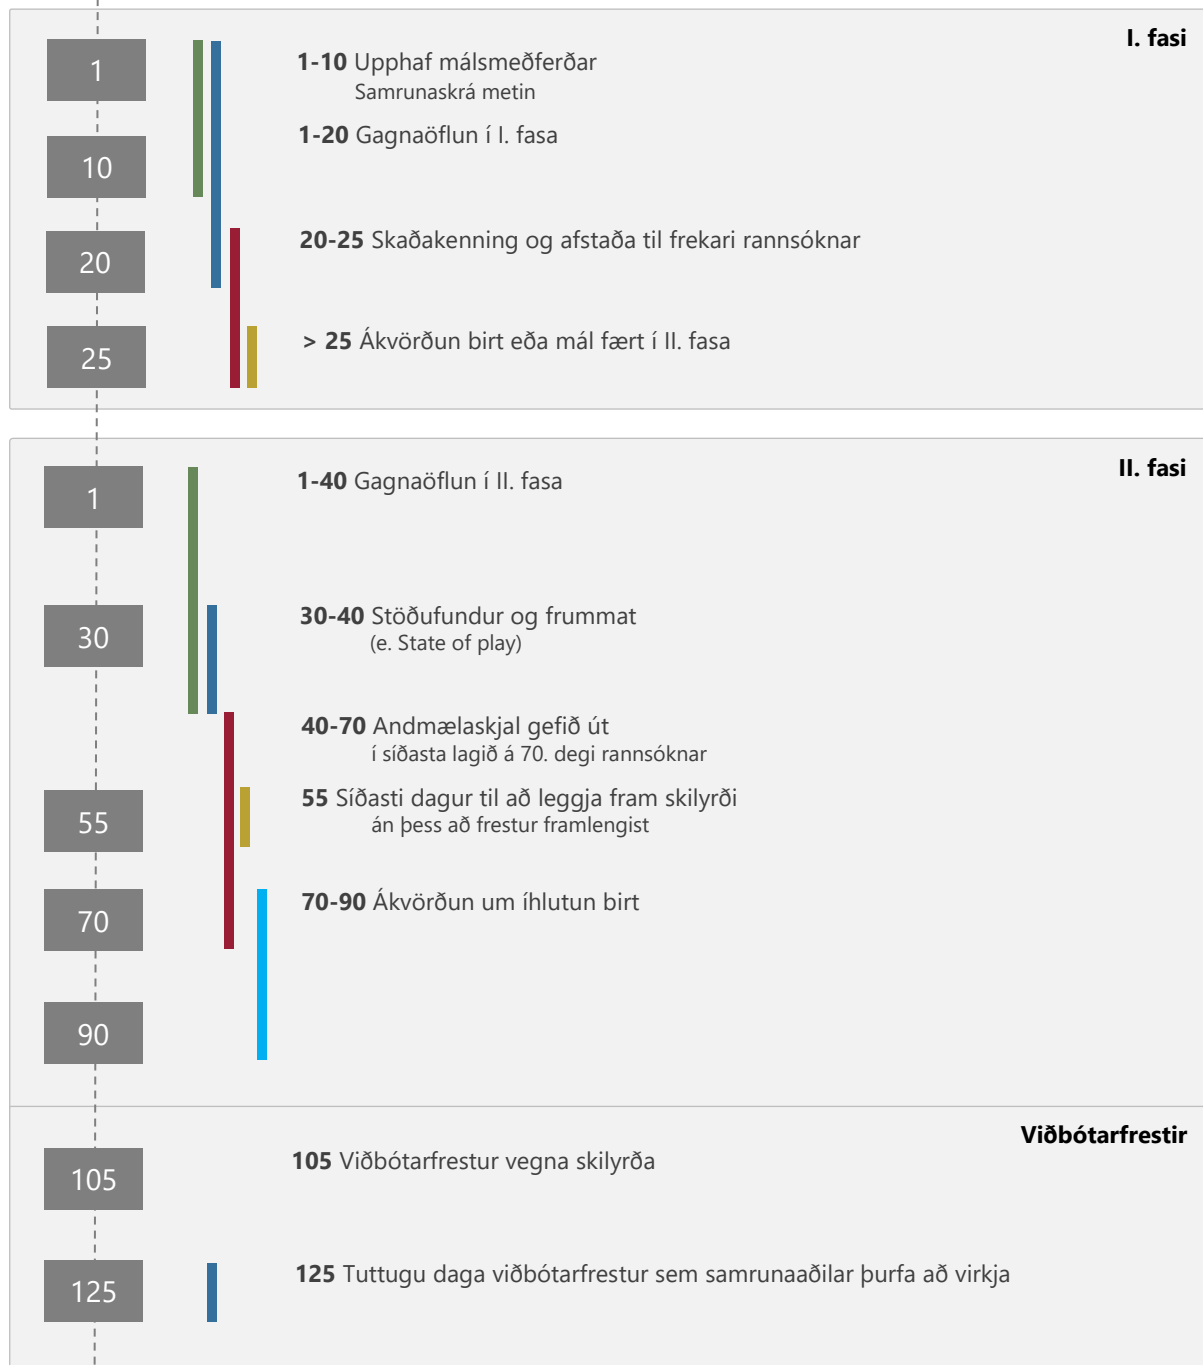 I. fasi
1
1-10 Upphaf málsmeðferðar
Samrunaskrá metin
10
1-20 Gagnaöflun í I. fasa
20
20-25 Skaðakenning og afstaða til frekari rannsóknar
25
> 25 Ákvörðun birt eða mál fært í II. fasa
II. fasi
1
1-40 Gagnaöflun í II. fasa
30
30-40 Stöðufundur og frummat
(e. State of play)
40-70 Andmælaskjal gefið út
í síðasta lagið á 70. degi rannsóknar
55
55 Síðasti dagur til að leggja fram skilyrði
án þess að frestur framlengist
70
70-90 Ákvörðun um íhlutun birt
90
Viðbótarfrestir
105
105 Viðbótarfrestur vegna skilyrða
125
125 Tuttugu daga viðbótarfrestur sem samrunaaðilar þurfa að virkja